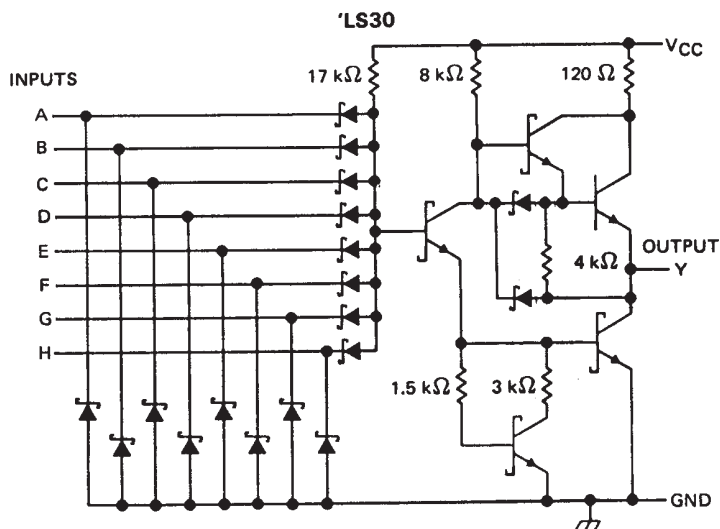 'LS30
VCC
17 kΩ
8 kΩ
120 Ω
INPUTS
A
B
C
D
E
F
G
H
4 kΩ
OUTPUT
Y
1.5 kΩ
3 kΩ
GND